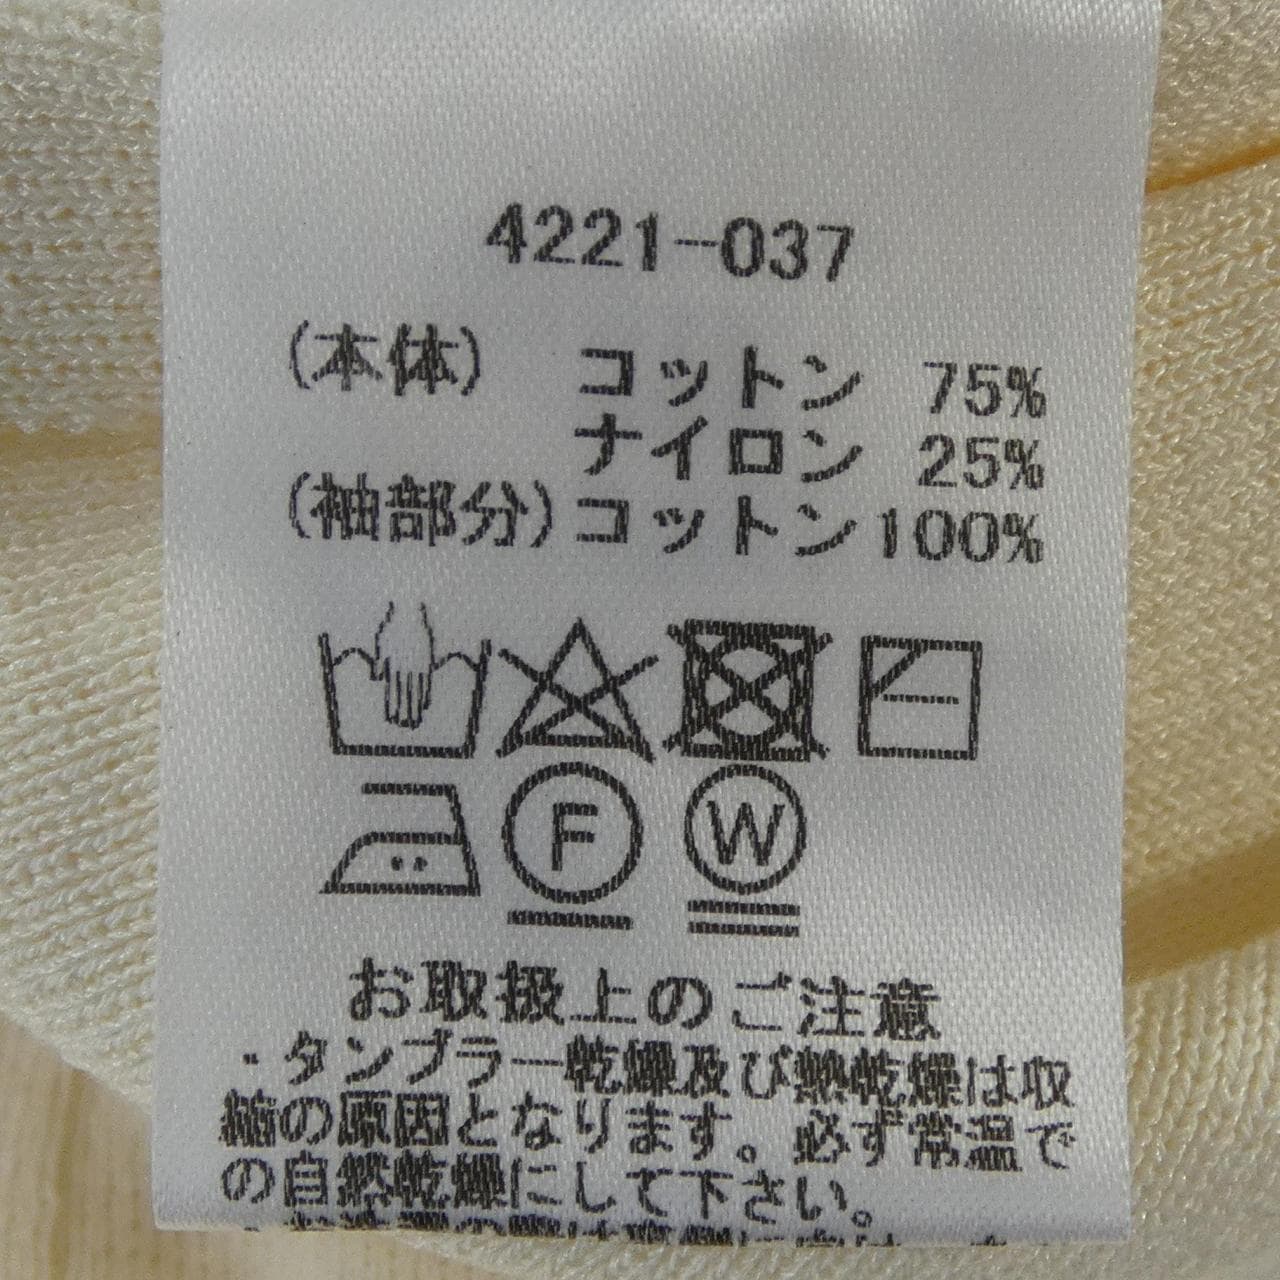 4221-037
(本体) コットン 75%
ナイロン 25%
(袖部分)コットン100%
F
W
お取扱上のご注意
・タンブラー乾燥及び熱乾燥は収
縮の原因となります。必ず常温で
の自然乾燥にして下さい。